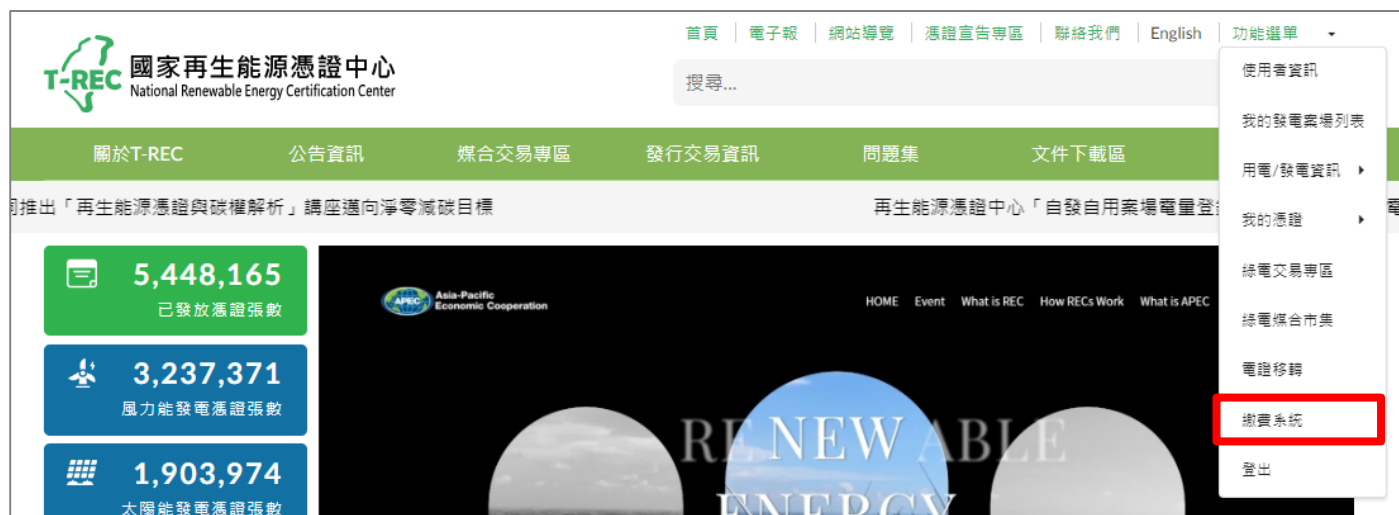 首頁 電子報 網站導覽 憑證宣告專區 聯絡我們 English 功能選單
T-REC 國家再生能源憑證中心
National Renewable Energy Certification Center
搜尋...
關於T-REC 公告資訊 媒合交易專區 發行交易資訊 問題集 文件下載區
推出「再生能源憑證與碳權解析」講座邁向淨零減碳目標
再生能源憑證中心「自發自用案場電量登
使用者資訊
我的發電案場列表
用電/發電資訊
我的憑證
綠電交易專區
綠電媒合市集
電證移轉
繳費系統
登出
5,448,165
已發放憑證張數
3,237,371
風力能發電憑證張數
1,903,974
太陽能發電憑證張數
APEC Asia-Pacific
Economic Cooperation
HOME Event What is REC How RECs Work What is APEC
RENEWABLE
ENERGY